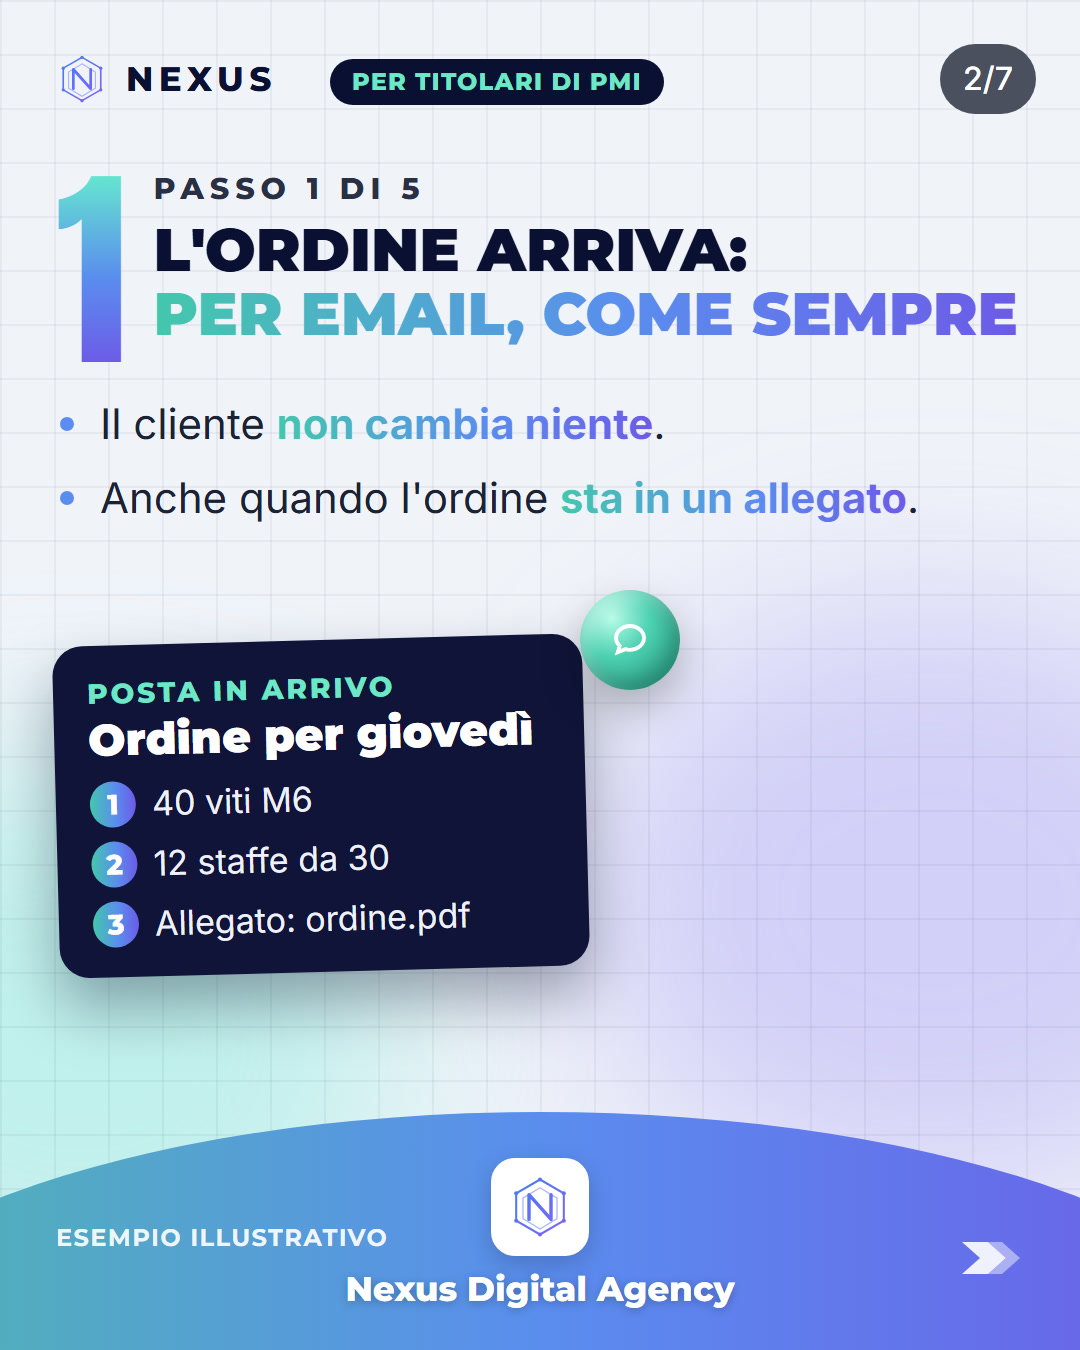 NEXUS
PER TITOLARI DI PMI
2/7
1
PASSO 1 DI 5
L'ORDINE ARRIVA:
PER EMAIL, COME SEMPRE
• Il cliente non cambia niente.
• Anche quando l'ordine sta in un allegato.
POSTA IN ARRIVO
Ordine per giovedì
1 40 viti M6
2 12 staffe da 30
3 Allegato: ordine.pdf
N
ESEMPIO ILLUSTRATIVO
Nexus Digital Agency